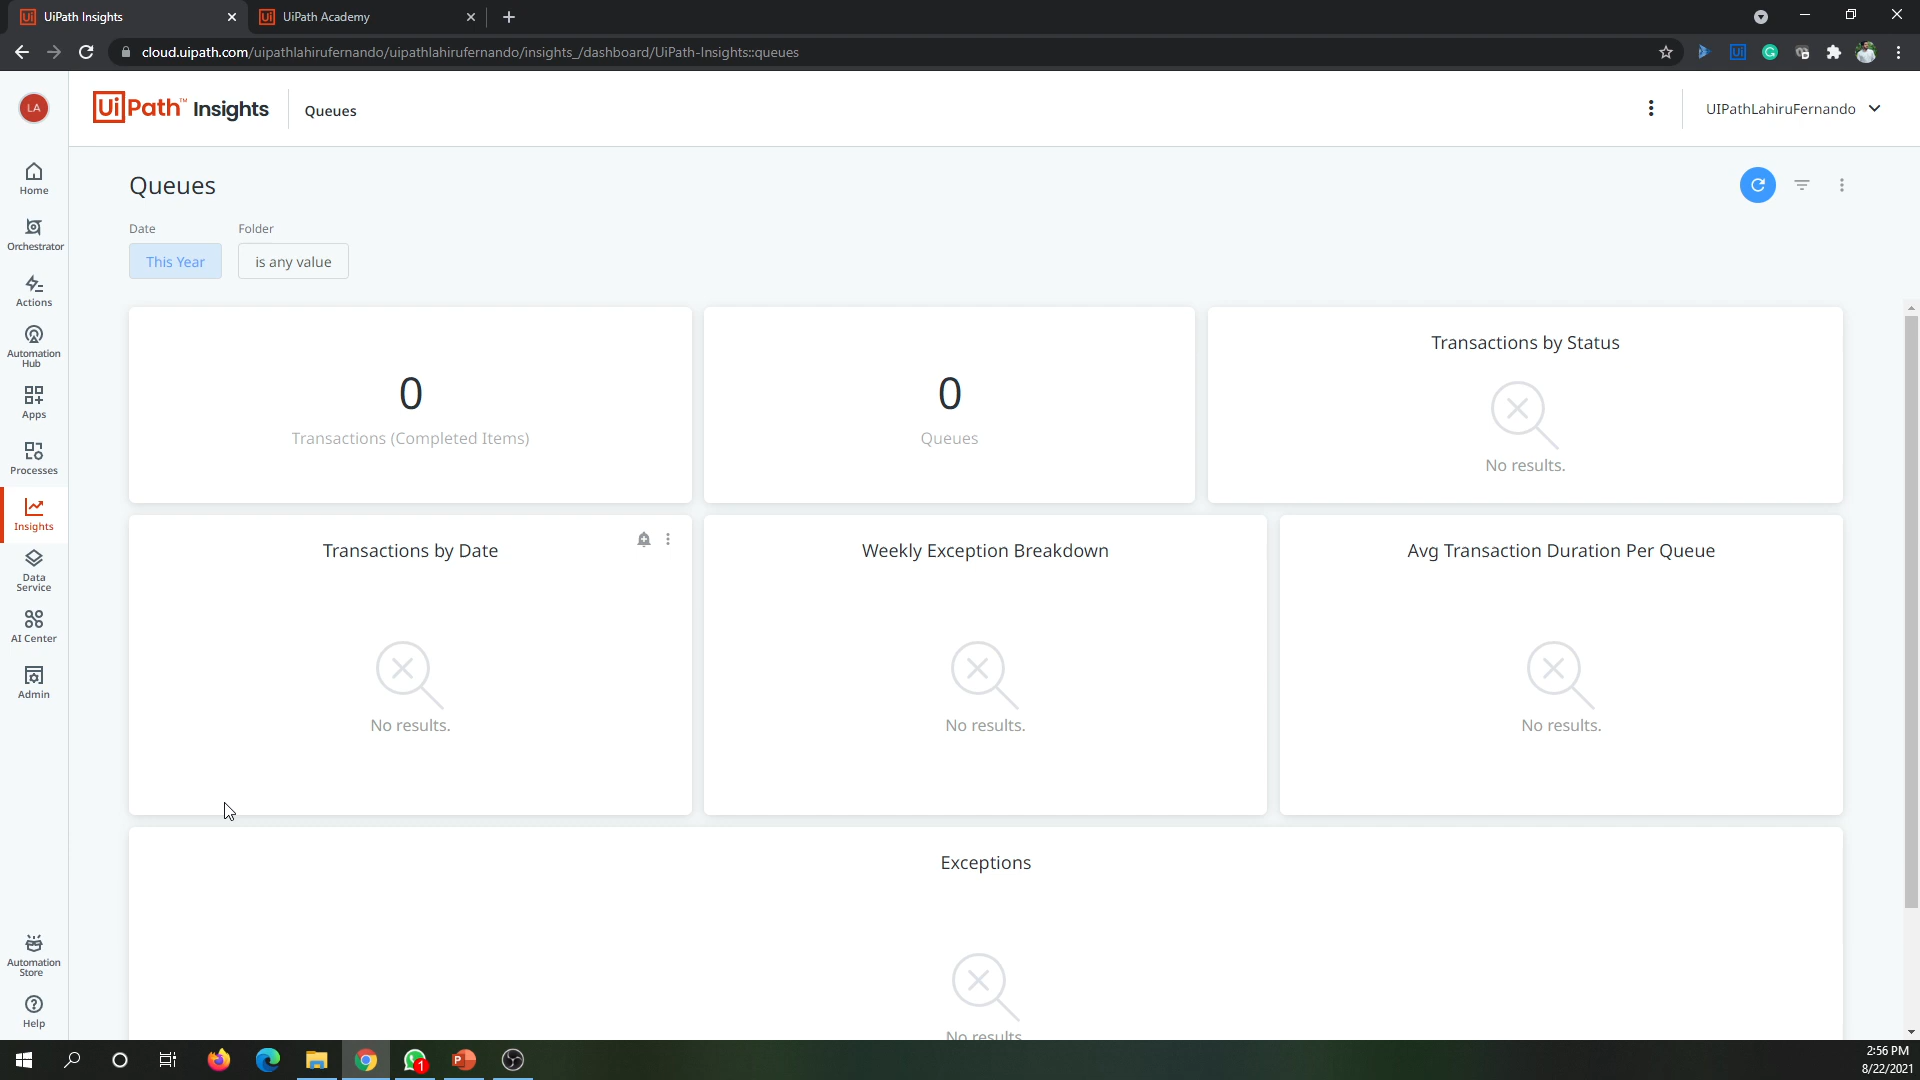 UiPath Insights
UiPath Academy
cloud.uipath.com/uipathlahirufernando/uipathlahirufernando/insights_/dashboard/UiPath-Insights::queues
LA
UiPath™ Insights
Queues
UIPathLahiruFernando
Home
Orchestrator
Actions
Automation
Hub
Apps
Processes
Insights
Data
Service
AI Center
Admin
Automation
Store
Help
Queues
Date
Folder
This Year
is any value
0
Transactions (Completed Items)
0
Queues
Transactions by Status
No results.
Transactions by Date
No results.
Weekly Exception Breakdown
No results.
Avg Transaction Duration Per Queue
No results.
Exceptions
No results.
1
2:56 PM
8/22/2021